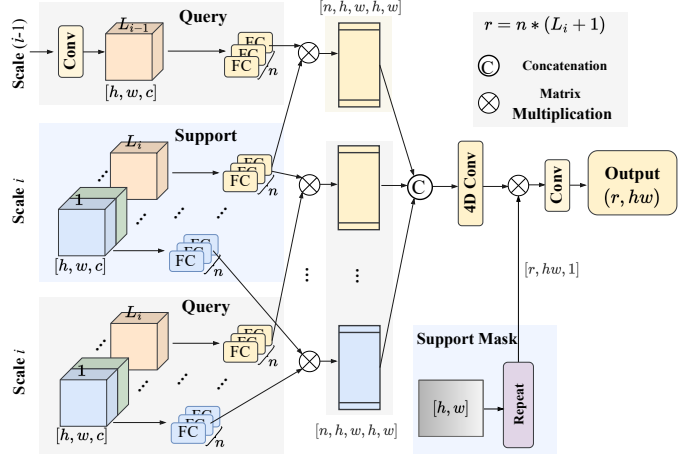 Query
Scale (i-1)
Conv
L_{i-1}
[h, w, c]
FC
FC
FC
n
[n, h, w, h, w]
r = n * (L_i + 1)
C
Concatenation
Matrix
Multiplication
Support
Scale i
L_i
1
[h, w, c]
FC
FC
FC
n
FC
FC
FC
n
C
4D Conv
Conv
Output
(r, hw)
[r, hw, 1]
Query
Scale i
L_i
1
[h, w, c]
FC
FC
FC
n
FC
FC
FC
n
[n, h, w, h, w]
Support Mask
[h, w]
Repeat